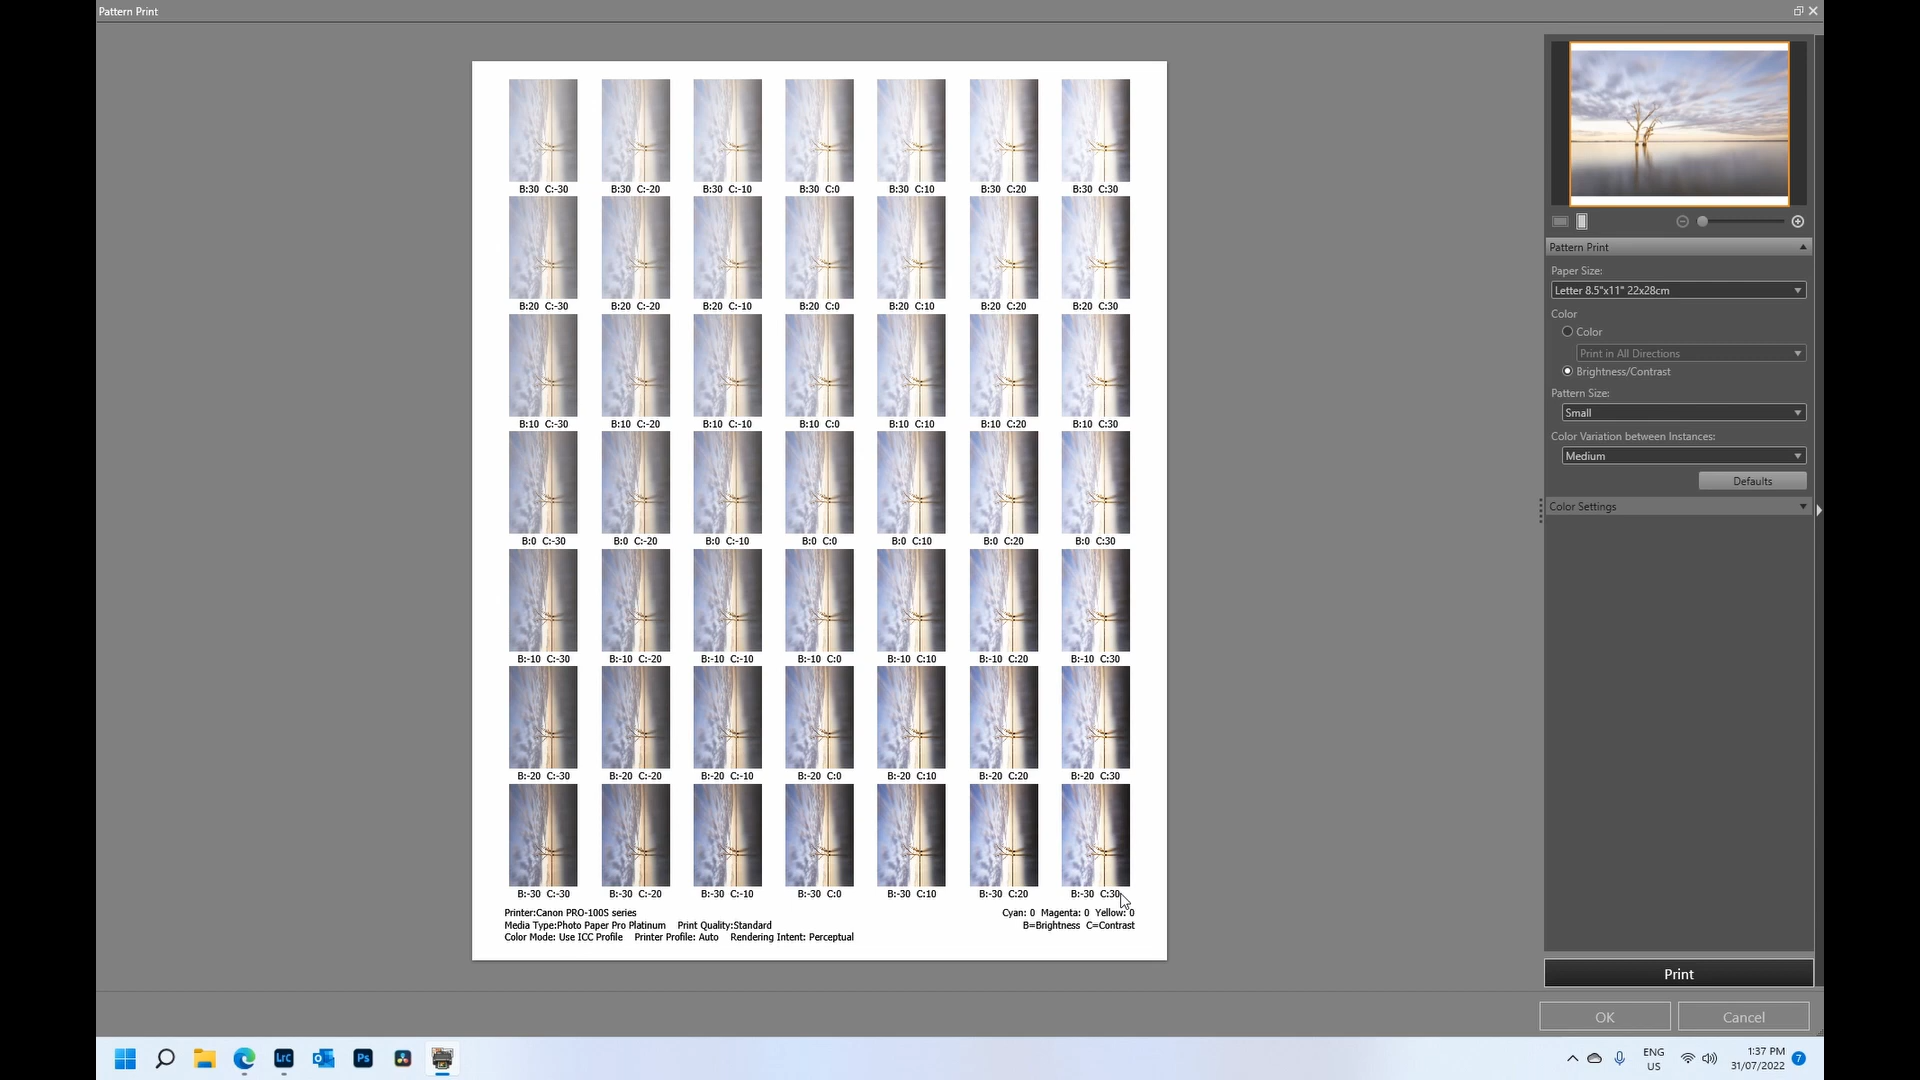 Pattern Print
B:30 C:-30 B:30 C:-20 B:30 C:-10 B:30 C:0 B:30 C:10 B:30 C:20 B:30 C:30
B:20 C:-30 B:20 C:-20 B:20 C:-10 B:20 C:0 B:20 C:10 B:20 C:20 B:20 C:30
B:10 C:-30 B:10 C:-20 B:10 C:-10 B:10 C:0 B:10 C:10 B:10 C:20 B:10 C:30
B:0 C:-30 B:0 C:-20 B:0 C:-10 B:0 C:0 B:0 C:10 B:0 C:20 B:0 C:30
B:-10 C:-30 B:-10 C:-20 B:-10 C:-10 B:-10 C:0 B:-10 C:10 B:-10 C:20 B:-10 C:30
B:-20 C:-30 B:-20 C:-20 B:-20 C:-10 B:-20 C:0 B:-20 C:10 B:-20 C:20 B:-20 C:30
B:-30 C:-30 B:-30 C:-20 B:-30 C:-10 B:-30 C:0 B:-30 C:10 B:-30 C:20 B:-30 C:30
Printer:Canon PRO-100S series
Media Type:Photo Paper Pro Platinum Print Quality:Standard
Color Mode: Use ICC Profile Printer Profile: Auto Rendering Intent: Perceptual
Cyan: 0 Magenta: 0 Yellow: 0
B=Brightness C=Contrast
Pattern Print
Paper Size:
Letter 8.5"x11" 22x28cm
Color
Color
Print in All Directions
Brightness/Contrast
Pattern Size:
Small
Color Variation between Instances:
Medium
Defaults
Color Settings
Print
OK Cancel
Lrc
Ps
ENG
US
1:37 PM
31/07/2022
7